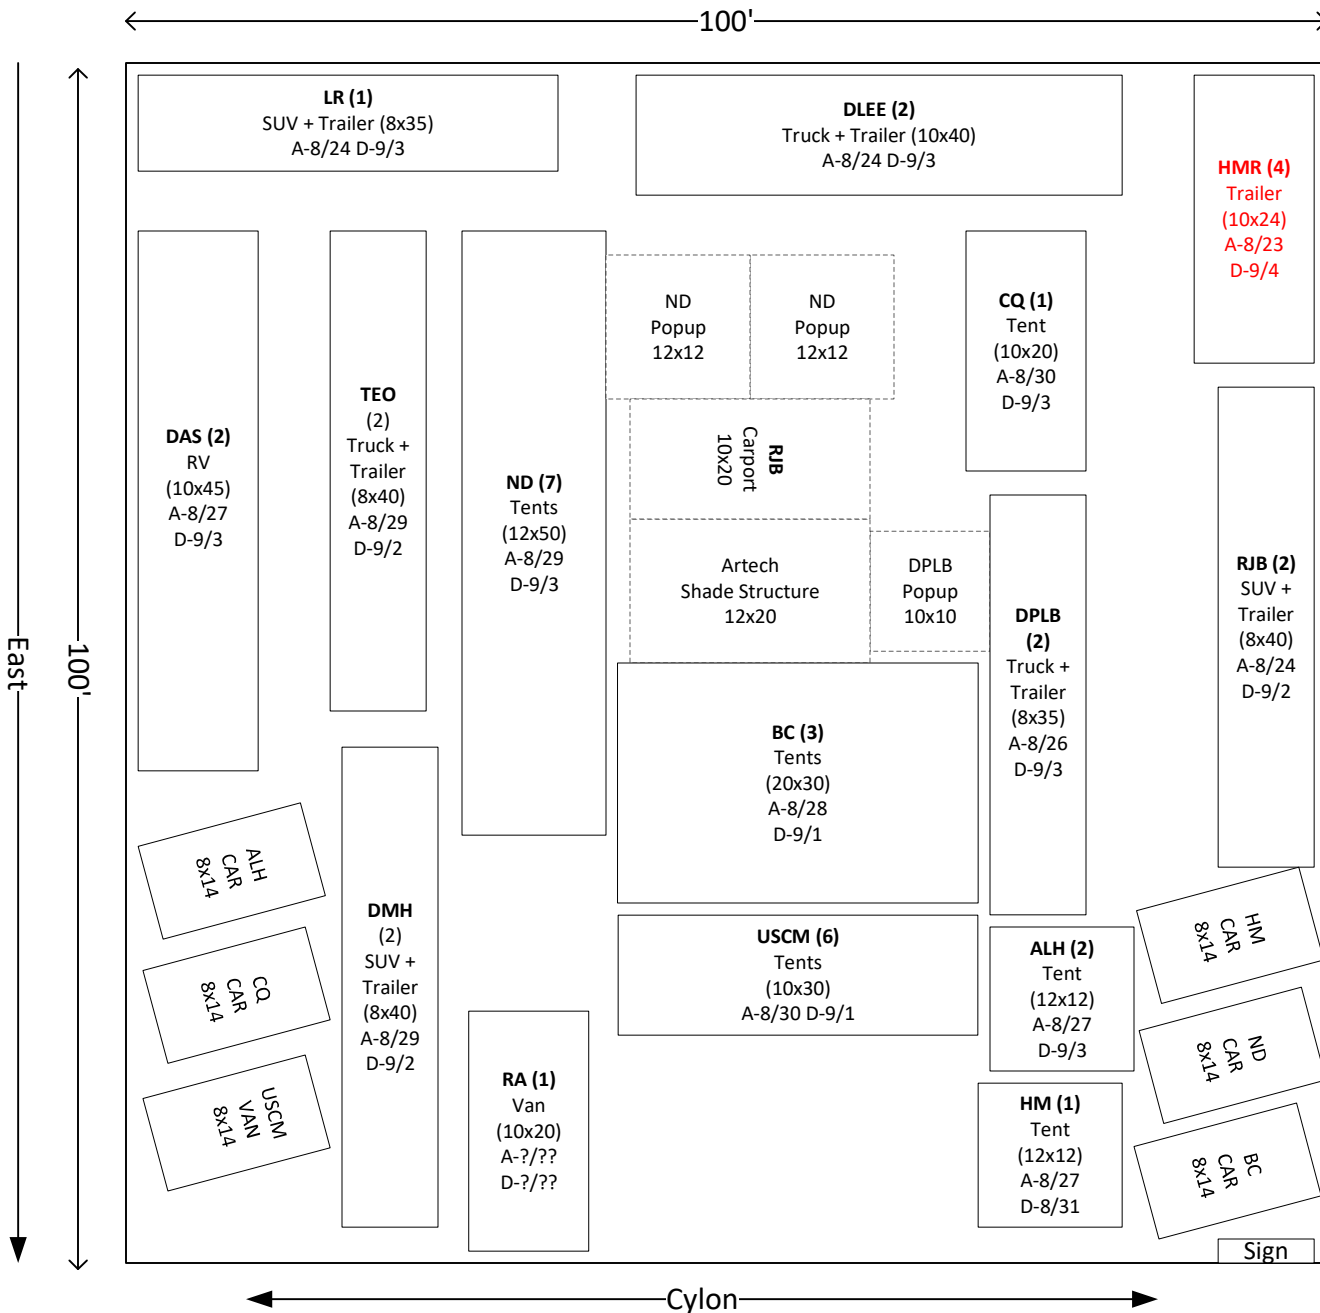 100'
LR (1)
SUV + Trailer (8x35)
A-8/24 D-9/3
DLEE (2)
Truck + Trailer (10x40)
A-8/24 D-9/3
HMR (4)
Trailer
(10x24)
A-8/23
D-9/4
DAS (2)
RV
(10x45)
A-8/27
D-9/3
TEO
(2)
Truck +
Trailer
(8x40)
A-8/29
D-9/2
ND (7)
Tents
(12x50)
A-8/29
D-9/3
ND
Popup
12x12
ND
Popup
12x12
CQ (1)
Tent
(10x20)
A-8/30
D-9/3
RJB
Carport
10x20
Artech
Shade Structure
12x20
DPLB
Popup
10x10
DPLB
(2)
Truck +
Trailer
(8x35)
A-8/26
D-9/3
RJB (2)
SUV +
Trailer
(8x40)
A-8/24
D-9/2
East
100'
BC (3)
Tents
(20x30)
A-8/28
D-9/1
ALH
CAR
8x14
CQ
CAR
8x14
USCM
VAN
8x14
DMH
(2)
SUV +
Trailer
(8x40)
A-8/29
D-9/2
RA (1)
Van
(10x20)
A-?/??
D-?/??
USCM (6)
Tents
(10x30)
A-8/30 D-9/1
ALH (2)
Tent
(12x12)
A-8/27
D-9/3
HM (1)
Tent
(12x12)
A-8/27
D-8/31
HM
CAR
8x14
ND
CAR
8x14
BC
CAR
8x14
Sign
Cylon